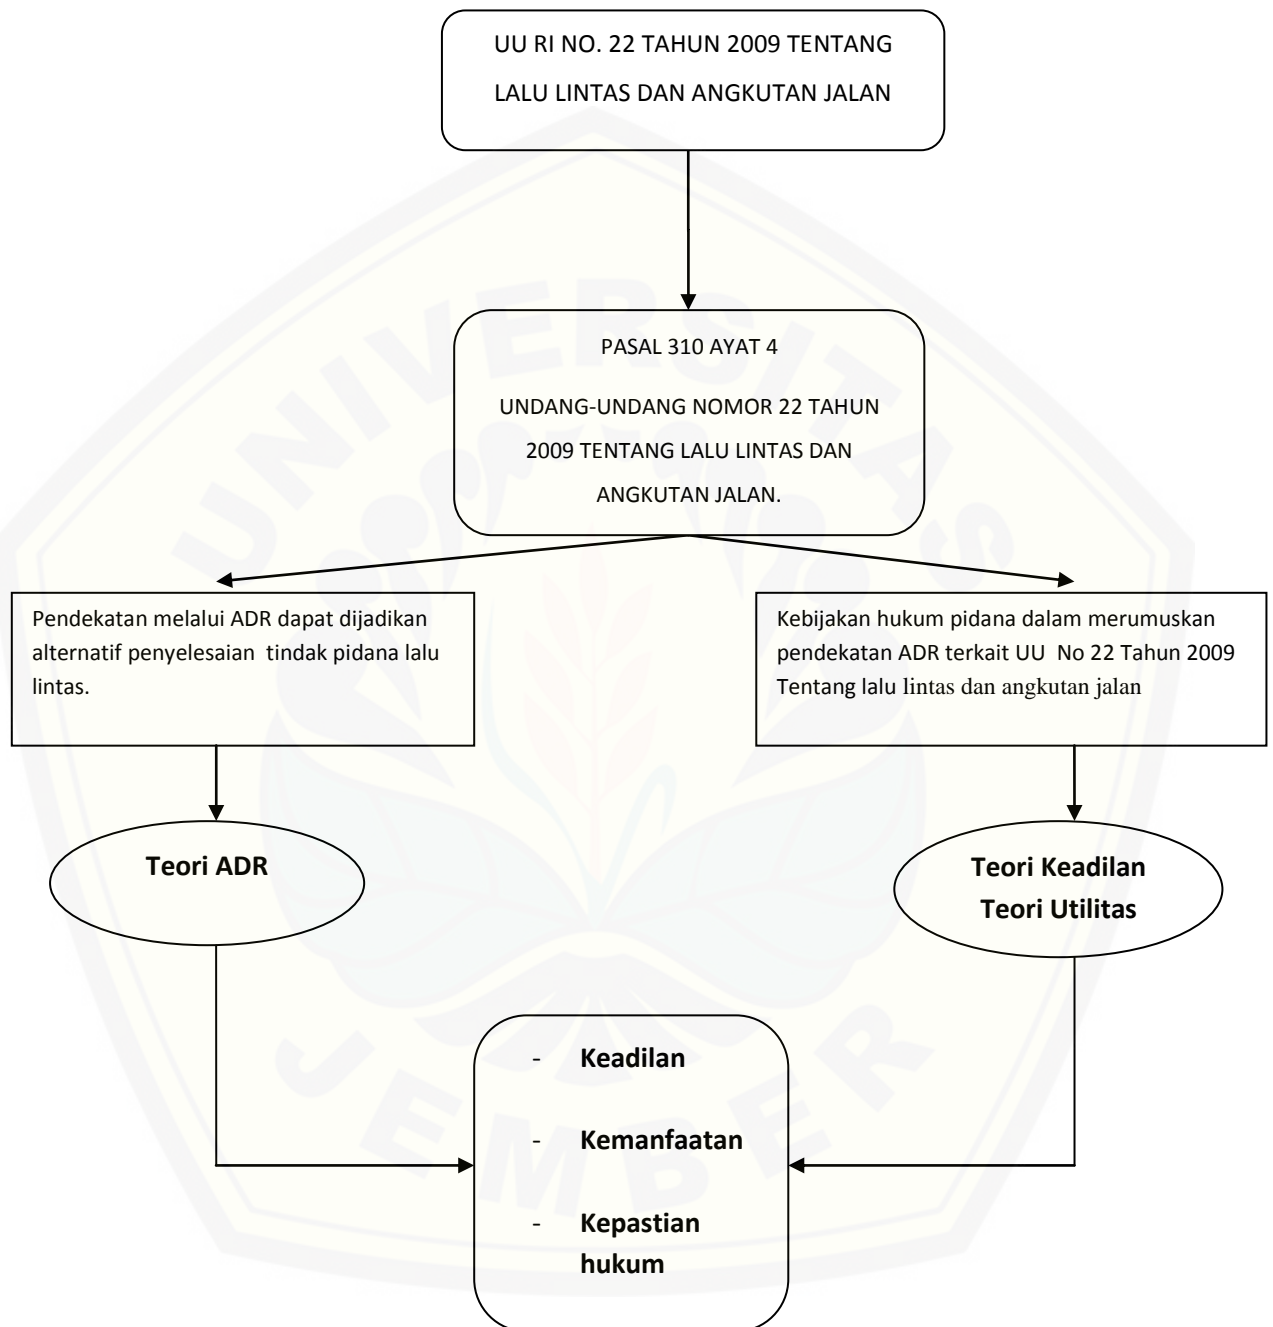 UU RI NO. 22 TAHUN 2009 TENTANG
LALU LINTAS DAN ANGKUTAN JALAN
PASAL 310 AYAT 4
UNDANG-UNDANG NOMOR 22 TAHUN
2009 TENTANG LALU LINTAS DAN
ANGKUTAN JALAN.
Pendekatan melalui ADR dapat dijadikan
alternatif penyelesaian tindak pidana lalu
lintas.
Kebijakan hukum pidana dalam merumuskan
pendekatan ADR terkait UU No 22 Tahun 2009
Tentang lalu lintas dan angkutan jalan
Teori ADR
Teori Keadilan
Teori Utilitas
- Keadilan
- Kemanfaatan
- Kepastian
hukum
UNIVERSITAS
JEMBER